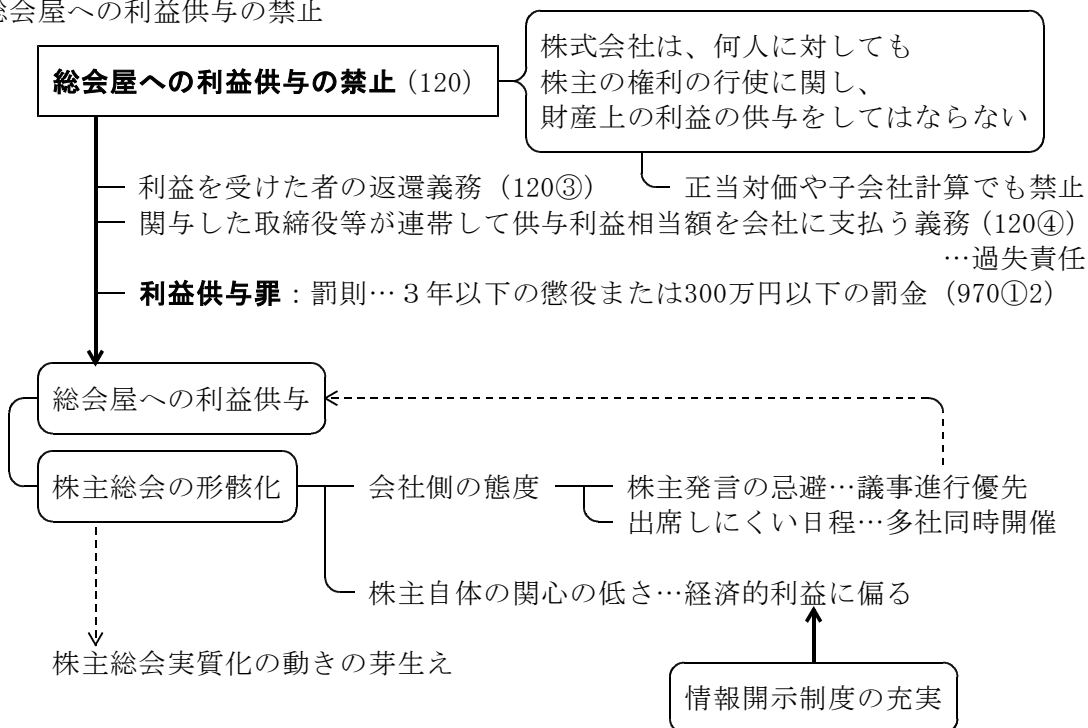 総会屋への利益供与の禁止
総会屋への利益供与の禁止 (120)
株式会社は、何人に対しても
株主の権利の行使に関し、
財産上の利益の供与をしてはならない
利益を受けた者の返還義務 (120③)
正当対価や子会社計算でも禁止
関与した取締役等が連帯して供与利益相当額を会社に支払う義務 (120④)
…過失責任
利益供与罪：罰則…３年以下の懲役または300万円以下の罰金 (970①2)
総会屋への利益供与
株主総会の形骸化
会社側の態度
株主発言の忌避…議事進行優先
出席しにくい日程…多社同時開催
株主自体の関心の低さ…経済的利益に偏る
株主総会実質化の動きの芽生え
情報開示制度の充実